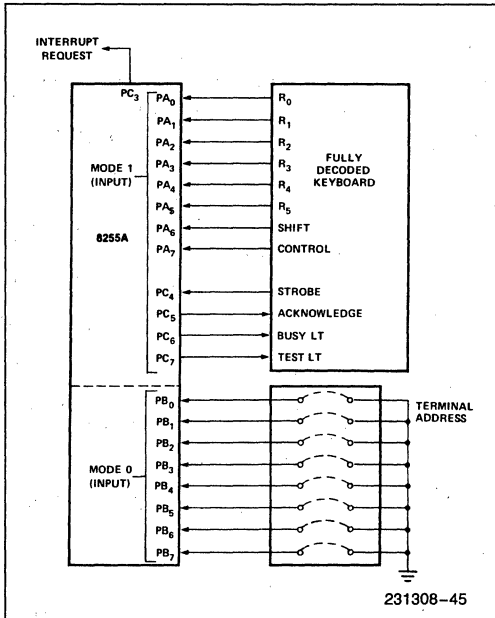 INTERRUPT
REQUEST
PC3
PA0
R0
PA1
R1
PA2
R2
MODE 1
(INPUT)
PA3
R3
FULLY
DECODED
KEYBOARD
PA4
R4
PA5
R5
8255A
PA6
SHIFT
PA7
CONTROL
PC4
STROBE
PC5
ACKNOWLEDGE
PC6
BUSY LT
PC7
TEST LT
PB0
TERMINAL
ADDRESS
PB1
PB2
MODE 0
(INPUT)
PB3
PB4
PB5
PB6
PB7
231308–45